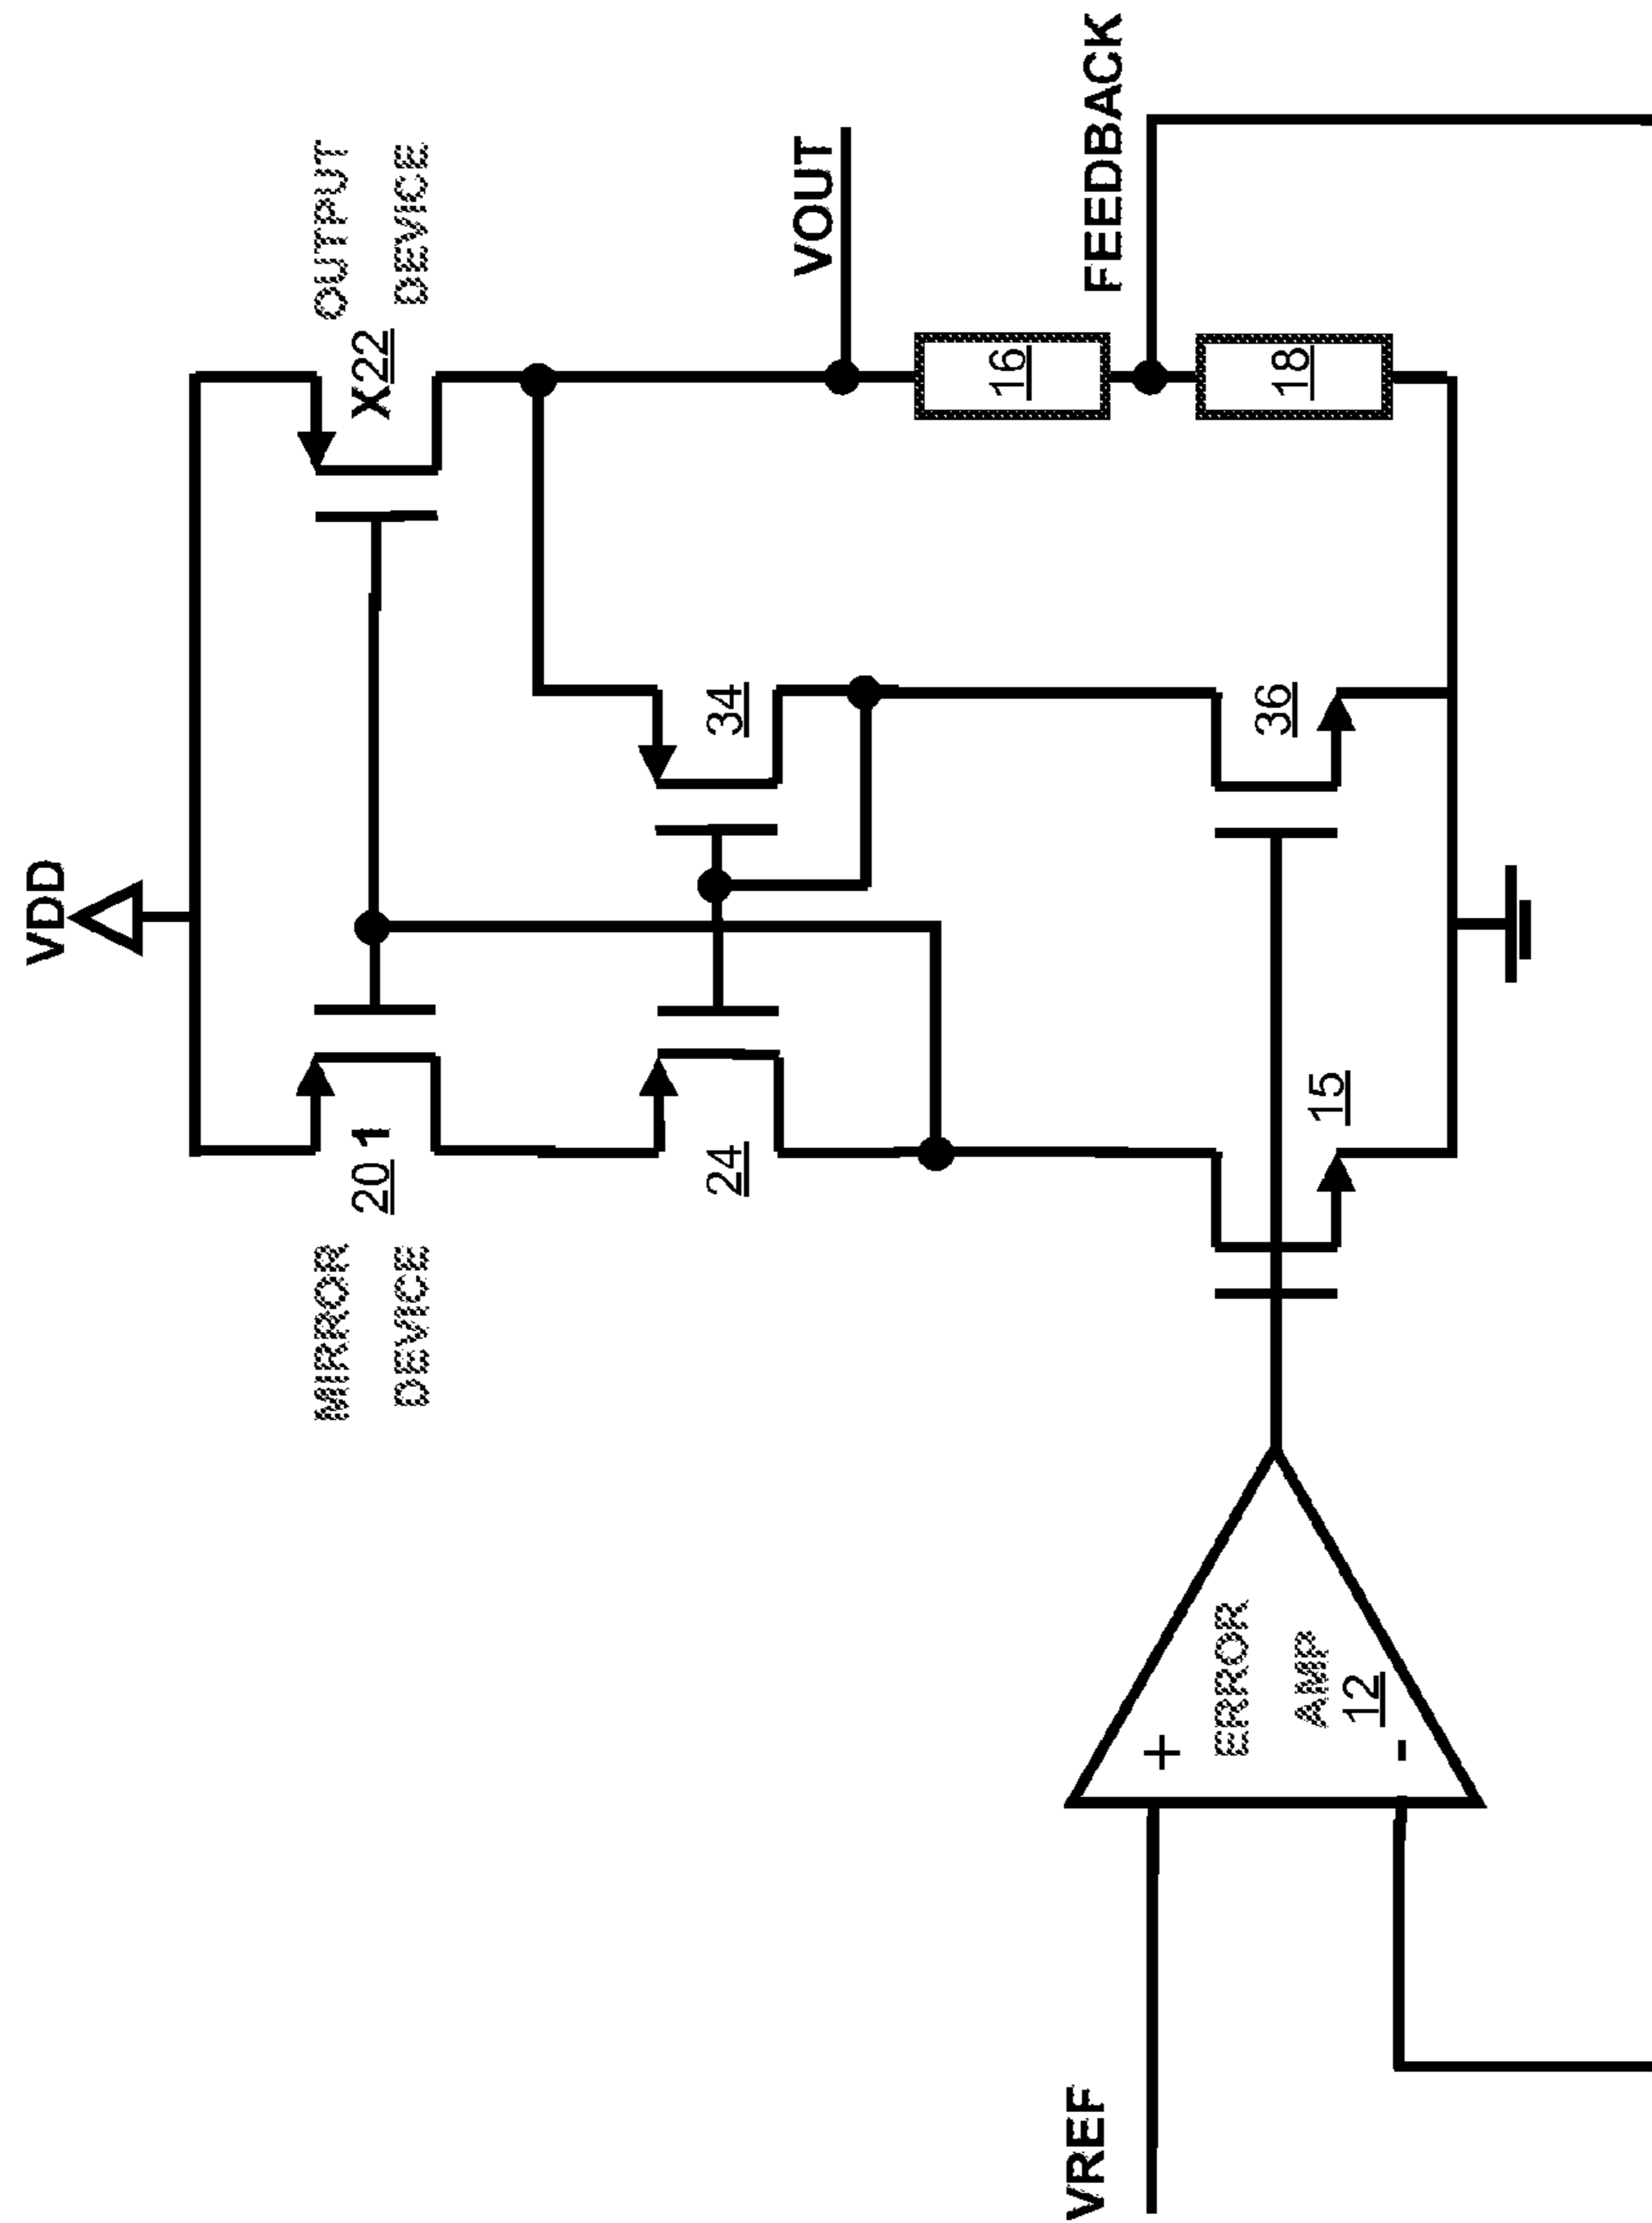 VDD
MIRROR
DEVICE
20
1
OUTPUT
DEVICE
X22
24
34
VOUT
VREF
+
ERROR
AMP
12
-
15
36
16
FEEDBACK
18